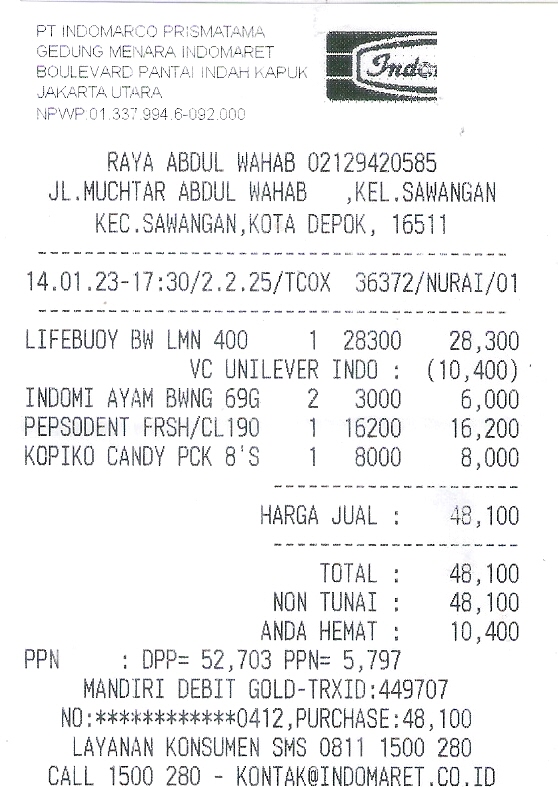 PT INDOMARCO PRISMATAMA
GEDUNG MENARA INDOMARET
BOULEVARD PANTAI INDAH KAPUK
JAKARTA UTARA
NPWP:01.337.994.6-092.000
Indo
RAYA ABDUL WAHAB 02129420585
JL.MUCHTAR ABDUL WAHAB ,KEL.SAWANGAN
KEC.SAWANGAN,KOTA DEPOK, 16511
14.01.23-17:30/2.2.25/TCOX 36372/NURAI/01
LIFEBUOY BW LMN 400 1 28300 28,300
VC UNILEVER INDO : (10,400)
INDOMI AYAM BWNG 69G 2 3000 6,000
PEPSODENT FRSH/CL190 1 16200 16,200
KOPIKO CANDY PCK 8'S 1 8000 8,000
HARGA JUAL : 48,100
TOTAL : 48,100
NON TUNAI : 48,100
ANDA HEMAT : 10,400
PPN : DPP= 52,703 PPN= 5,797
MANDIRI DEBIT GOLD-TRXID:449707
NO:************0412,PURCHASE:48,100
LAYANAN KONSUMEN SMS 0811 1500 280
CALL 1500 280 - KONTAK@INDOMARET.CO.ID